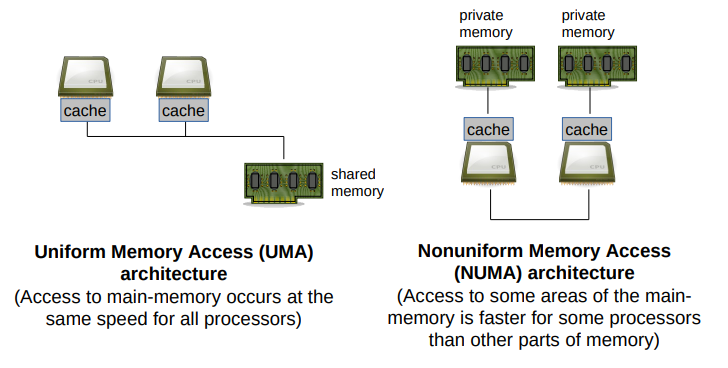 cache
cache
shared
memory
Uniform Memory Access (UMA)
architecture
(Access to main-memory occurs at the
same speed for all processors)
private
memory
private
memory
cache
cache
CPU
CPU
Nonuniform Memory Access
(NUMA) architecture
(Access to some areas of the main-
memory is faster for some processors
than other parts of memory)